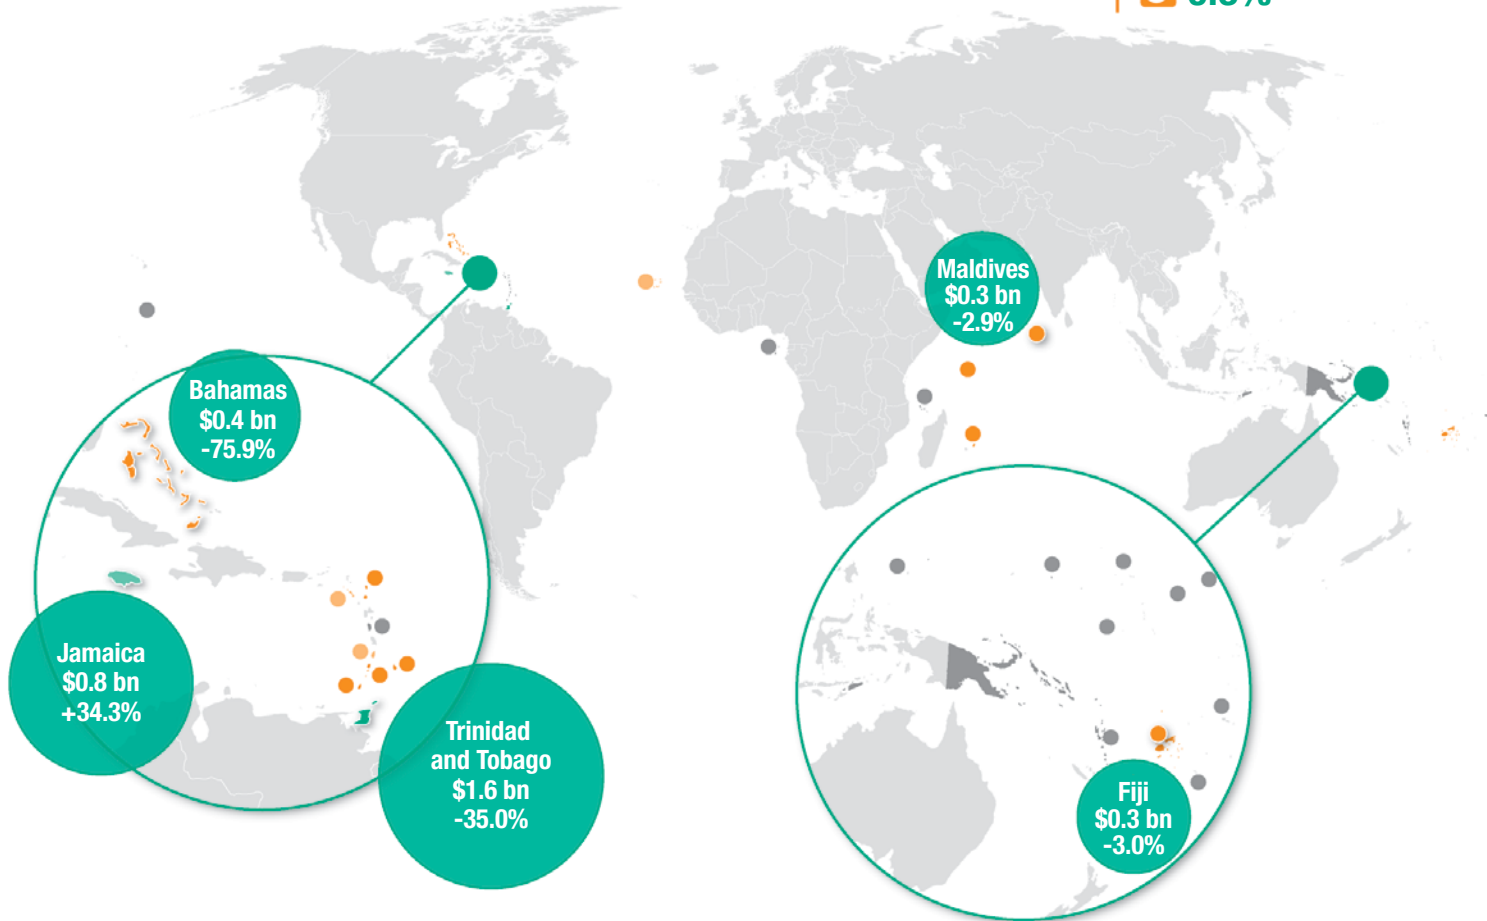 Maldives
$0.3 bn
-2.9%
Bahamas
$0.4 bn
-75.9%
Jamaica
$0.8 bn
+34.3%
Trinidad
and Tobago
$1.6 bn
-35.0%
Fiji
$0.3 bn
-3.0%